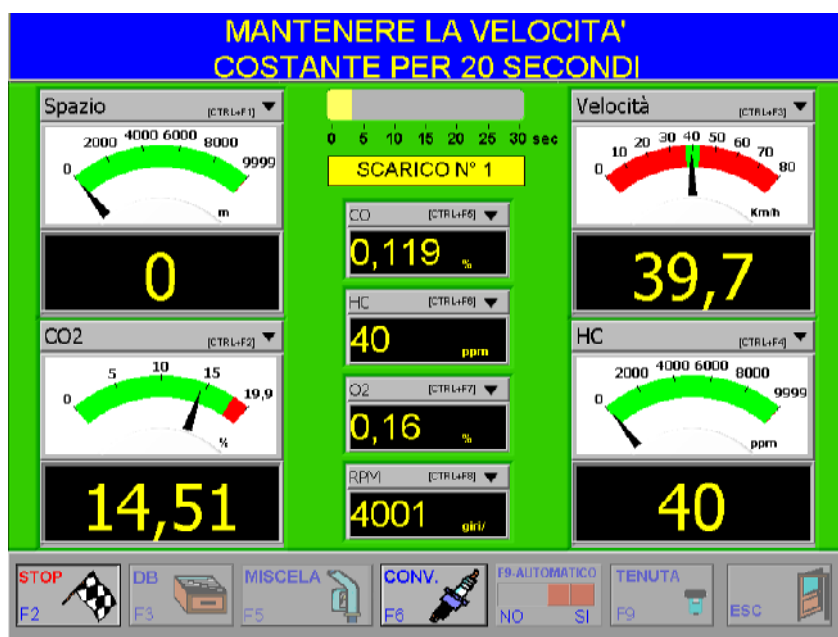 MANTENERE LA VELOCITA'
COSTANTE PER 20 SECONDI
Spazio [CTRL+F1]
0 2000 4000 6000 8000 9999
m
0
0 5 10 15 20 25 30 sec
SCARICO N° 1
Velocità [CTRL+F3]
0 10 20 30 40 50 60 70 80
Km/h
39,7
CO [CTRL+F5]
0,119 %
HC [CTRL+F6]
40 ppm
O2 [CTRL+F7]
0,16 %
RPM [CTRL+F8]
4001 giri/
CO2 [CTRL+F2]
0 5 10 15 19,9
%
14,51
HC [CTRL+F4]
0 2000 4000 6000 8000 9999
ppm
40
STOP
F2
DB
F3
MISCELA
F5
CONV.
F6
F9-AUTOMATICO
NO SI
TENUTA
F9
ESC